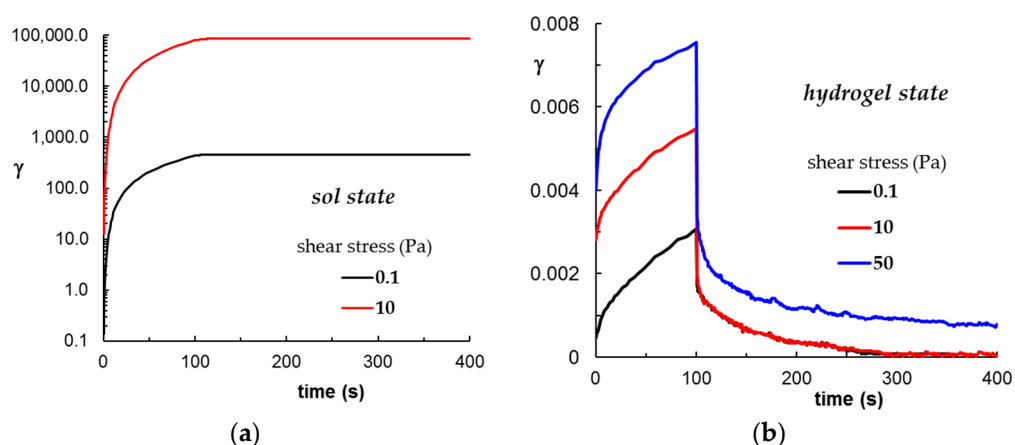 100,000.0
10,000.0
1,000.0
100.0
10.0
1.0
0.1
γ
sol state
shear stress (Pa)
0.1
10
0
100
200
300
400
time (s)
(a)
0.008
γ
0.006
0.004
0.002
0
hydrogel state
shear stress (Pa)
0.1
10
50
0
100
200
300
400
time (s)
(b)